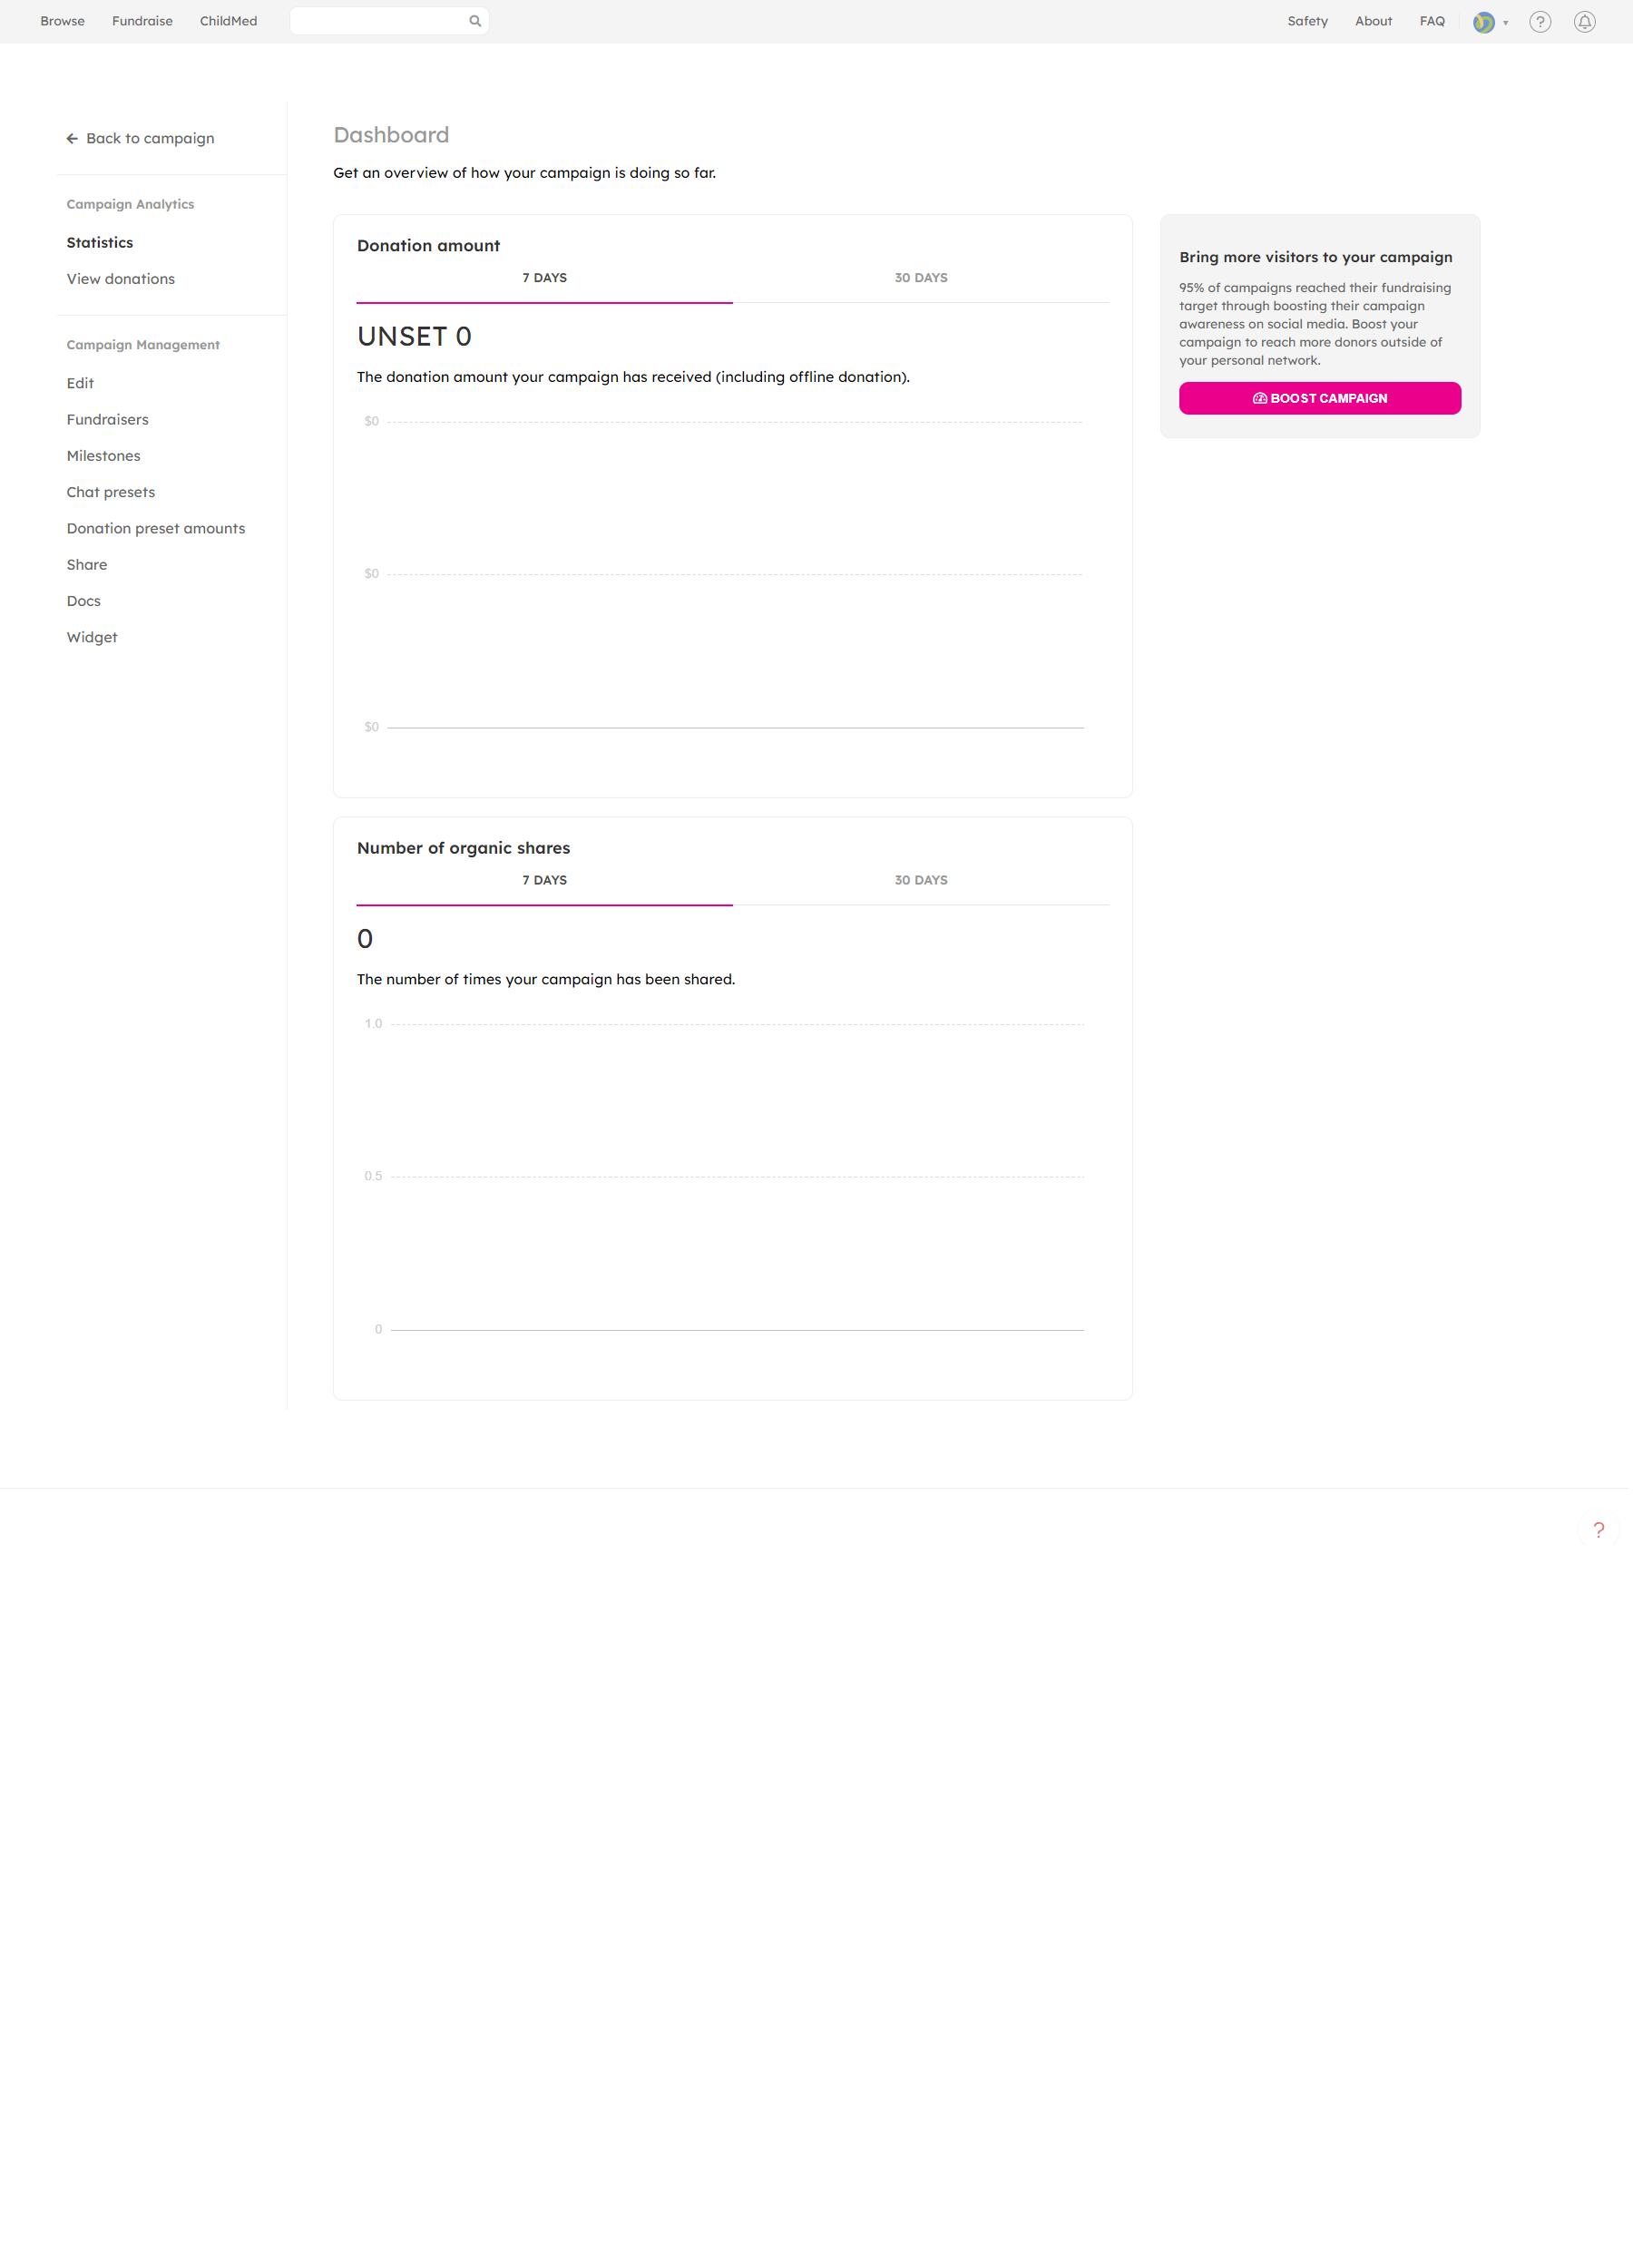 Browse Fundraise ChildMed Safety About FAQ
Back to campaign
Campaign Analytics
Statistics
View donations
Campaign Management
Edit
Fundraisers
Milestones
Chat presets
Donation preset amounts
Share
Docs
Widget
Dashboard
Get an overview of how your campaign is doing so far.
Donation amount
7 DAYS 30 DAYS
UNSET 0
The donation amount your campaign has received (including offline donation).
$0
$0
$0
Number of organic shares
7 DAYS 30 DAYS
0
The number of times your campaign has been shared.
1.0
0.5
0
Bring more visitors to your campaign
95% of campaigns reached their fundraising
target through boosting their campaign
awareness on social media. Boost your
campaign to reach more donors outside of
your personal network.
BOOST CAMPAIGN
?